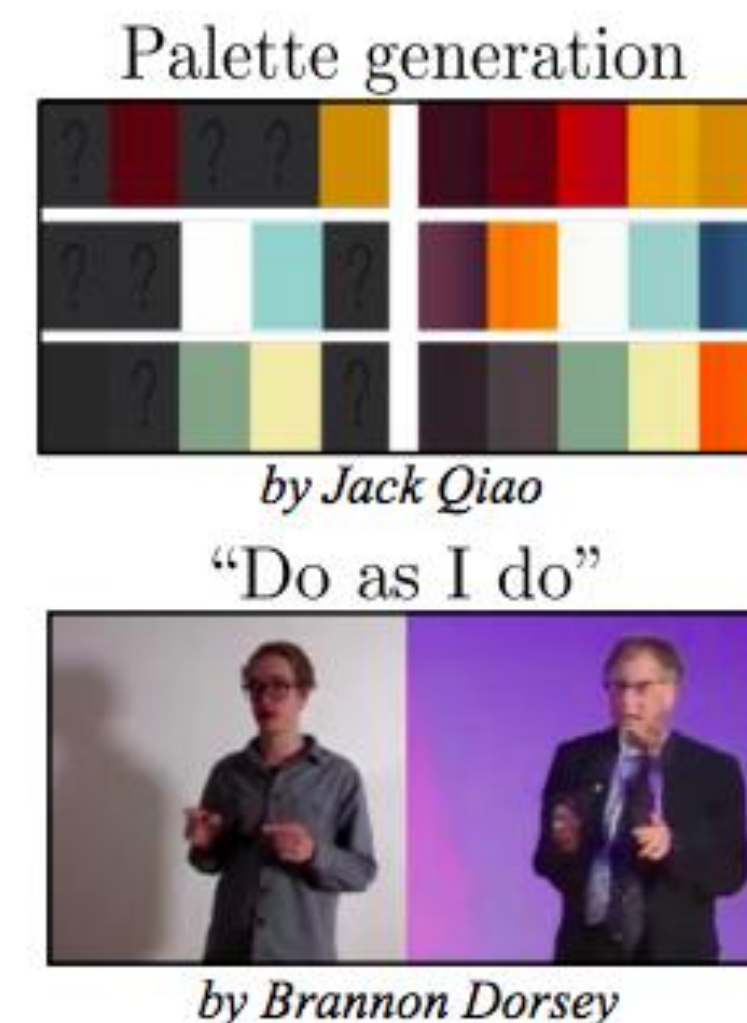 Palette generation
? ? ?
? ? ?
? ?
by Jack Qiao
“Do as I do”
by Brannon Dorsey